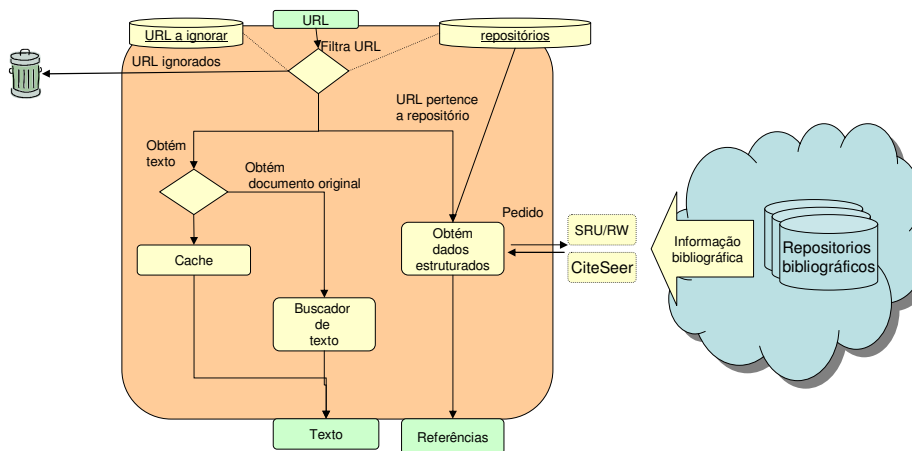 URL
URL a ignorar
repositórios
Filtra URL
URL ignorados
URL pertence
a repositório
Obtém
texto
Obtém
documento original
Pedido
SRU/RW
CiteSeer
Obtém
dados
estruturados
Informação
bibliográfica
Repositorios
bibliográficos
Cache
Buscador
de
texto
Texto
Referências